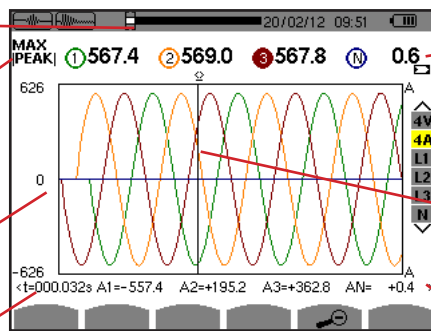 20/02/12 09:51
MAX
|PEAK| 1 567.4 2 569.0 3 567.8 N 0.6
626 A
4V
4A
L1
0 L2
L3
N
-626 A
<t=000.032s A1=-557.4 A2=+195.2 A3=+362.8 AN= +0.4